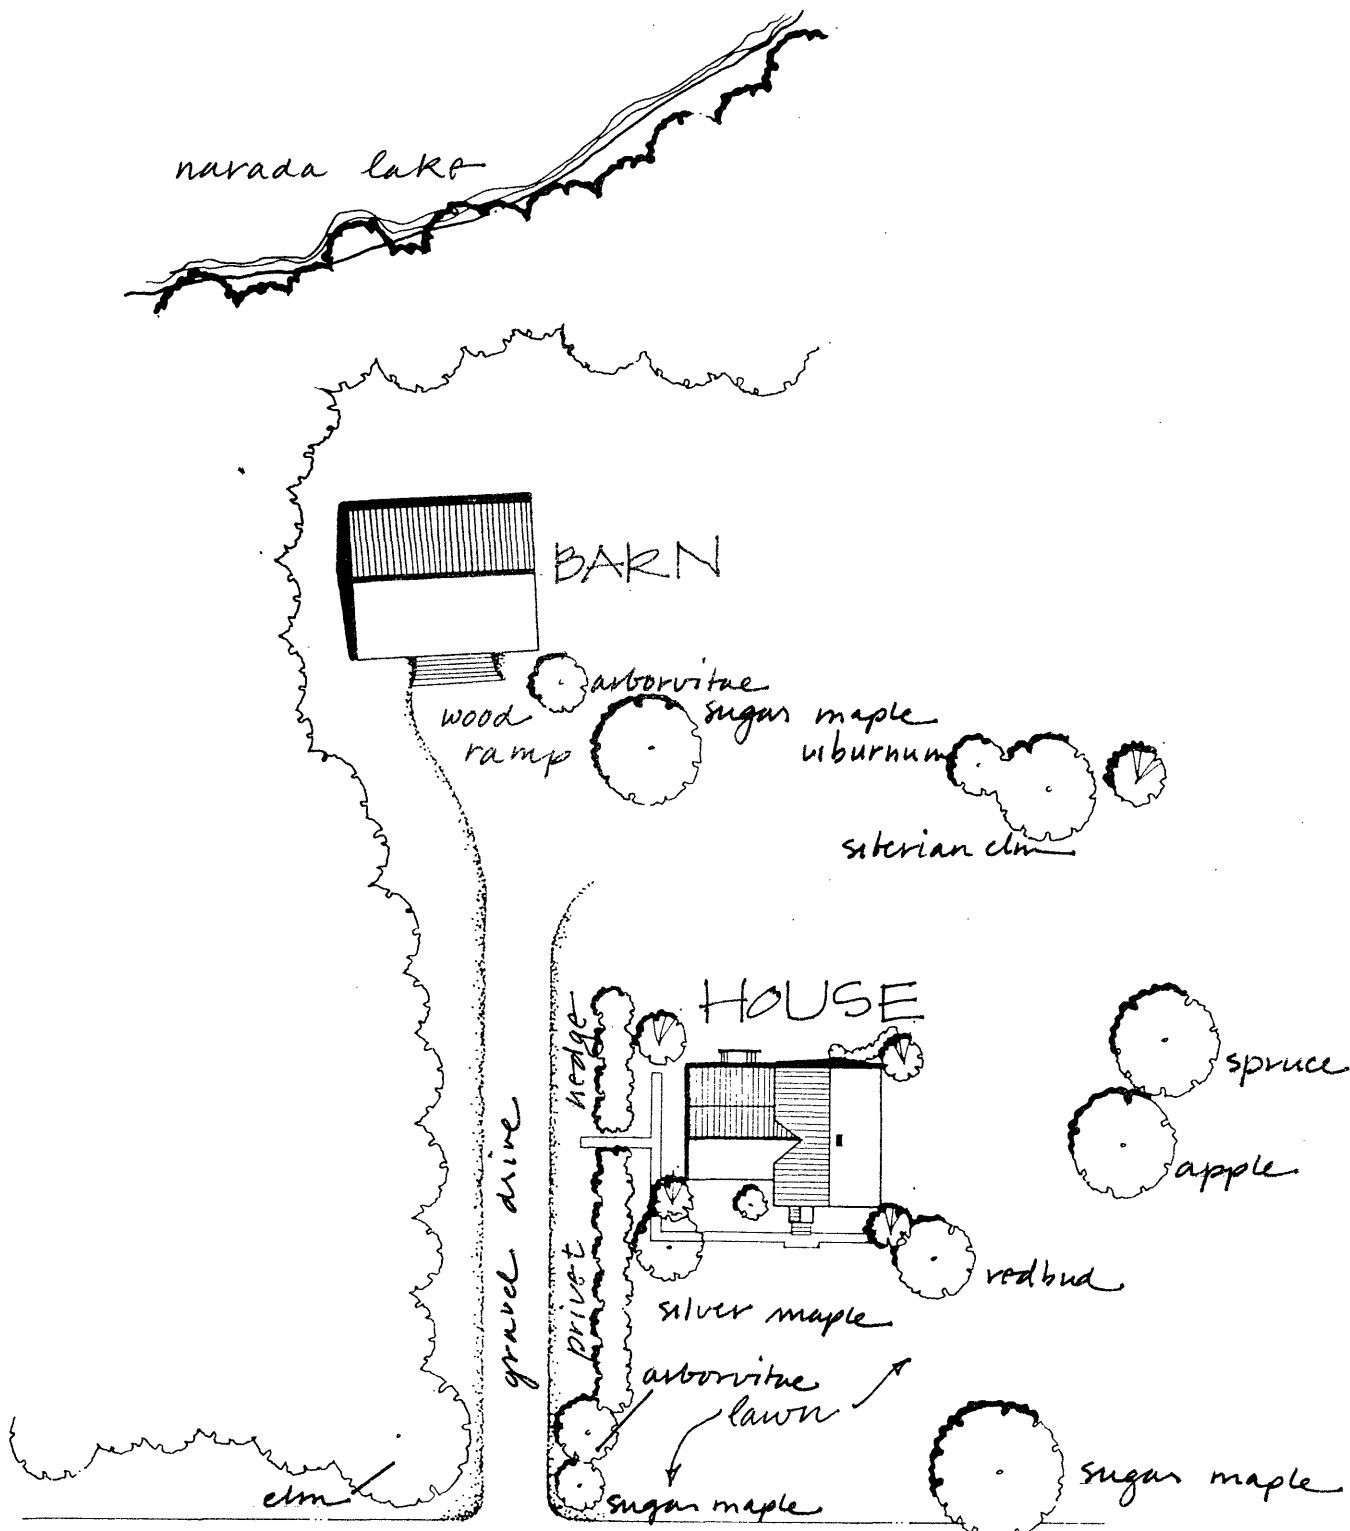 narada lake
BARN
arborvitae
wood
ramp
sugar maple
viburnum
siberian elm
HOUSE
privet hedge
gravel drive
spruce
apple
redbud
silver maple
arborvitae
lawn
elm
sugar maple
sugar maple